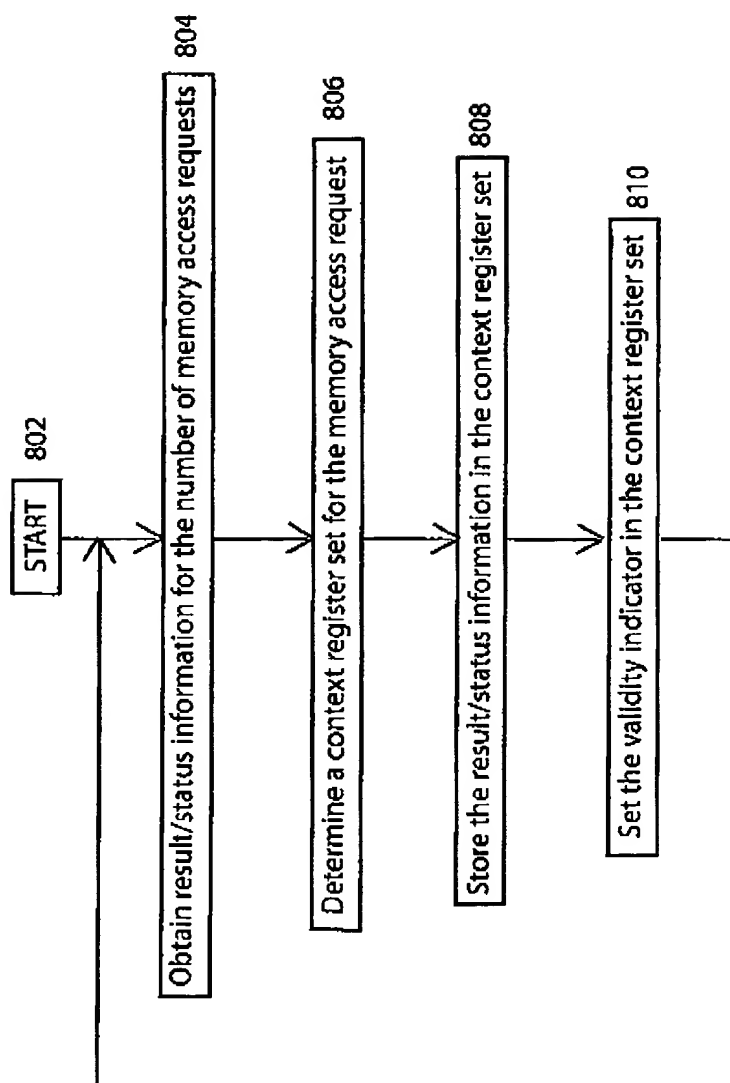 START
802
Obtain result/status information for the number of memory access requests
804
Determine a context register set for the memory access request
806
Store the result/status information in the context register set
808
Set the validity indicator in the context register set
810